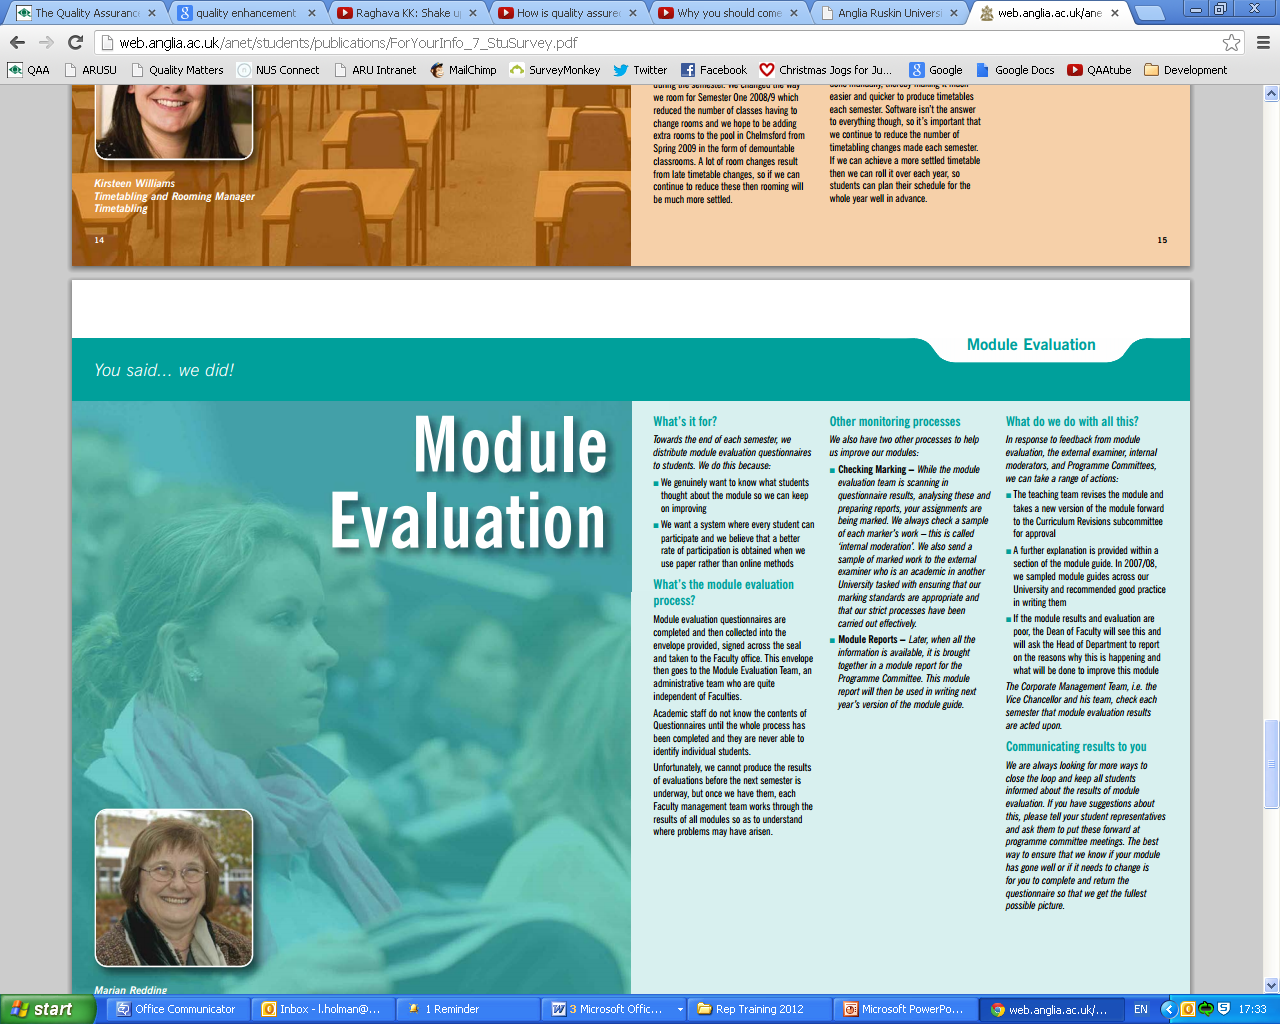 The Quality Assuranc
quality enhancement
Raghava KK: Shake u
How is quality assure
Why you should come
Anglia Ruskin Universi
web.anglia.ac.uk/ane
web.anglia.ac.uk/anet/students/publications/ForYourInfo_7_StuSurvey.pdf
QAA
ARUSU
Quality Matters
NUS Connect
ARU Intranet
MailChimp
SurveyMonkey
Twitter
Facebook
Christmas Jogs for Ju...
Google
Google Docs
QAAtube
Development
Kirsteen Williams
Timetabling and Rooming Manager
Timetabling
14
during the semester. We changed the way
we room for Semester One 2008/9 which
reduced the number of classes having to
change rooms and we hope to be adding
extra rooms to the pool in Chelmsford from
Spring 2009 in the form of demountable
classrooms. A lot of room changes result
from late timetable changes, so if we can
continue to reduce these then rooming will
be much more settled.
easier and quicker to produce timetables
each semester. Software isn't the answer
to everything though, so it's important that
we continue to reduce the number of
timetabling changes made each semester.
If we can achieve a more settled timetable
then we can roll it over each year, so
students can plan their schedule for the
whole year well in advance.
15
Module Evaluation
You said... we did!
Module
Evaluation
Marian Redding
What's it for?
Towards the end of each semester, we
distribute module evaluation questionnaires
to students. We do this because:
■ We genuinely want to know what students
thought about the module so we can keep
on improving
■ We want a system where every student can
participate and we believe that a better
rate of participation is obtained when we
use paper rather than online methods
What's the module evaluation
process?
Module evaluation questionnaires are
completed and then collected into the
envelope provided, signed across the seal
and taken to the Faculty office. This envelope
then goes to the Module Evaluation Team, an
administrative team who are quite
independent of Faculties.
Academic staff do not know the contents of
Questionnaires until the whole process has
been completed and they are never able to
identify individual students.
Unfortunately, we cannot produce the results
of evaluations before the next semester is
underway, but once we have them, each
Faculty management team works through the
results of all modules so as to understand
where problems may have arisen.
Other monitoring processes
We also have two other processes to help
us improve our modules:
■ Checking Marking – While the module
evaluation team is scanning in
questionnaire results, analysing these and
preparing reports, your assignments are
being marked. We always check a sample
of each marker's work – this is called
'internal moderation'. We also send a
sample of marked work to the external
examiner who is an academic in another
University tasked with ensuring that our
marking standards are appropriate and
that our strict processes have been
carried out effectively.
■ Module Reports – Later, when all the
information is available, it is brought
together in a module report for the
Programme Committee. This module
report will then be used in writing next
year's version of the module guide.
What do we do with all this?
In response to feedback from module
evaluation, the external examiner, internal
moderators, and Programme Committees,
we can take a range of actions:
■ The teaching team revises the module and
takes a new version of the module forward
to the Curriculum Revisions subcommittee
for approval
■ A further explanation is provided within a
section of the module guide. In 2007/08,
we sampled module guides across our
University and recommended good practice
in writing them
■ If the module results and evaluation are
poor, the Dean of Faculty will see this and
will ask the Head of Department to report
on the reasons why this is happening and
what will be done to improve this module
The Corporate Management Team, i.e. the
Vice Chancellor and his team, check each
semester that module evaluation results
are acted upon.
Communicating results to you
We are always looking for more ways to
close the loop and keep all students
informed about the results of module
evaluation. If you have suggestions about
this, please tell your student representatives
and ask them to put these forward at
programme committee meetings. The best
way to ensure that we know if your module
has gone well or if it needs to change is
for you to complete and return the
questionnaire so that we get the fullest
possible picture.
start
Office Communicator
Inbox - l.holman@...
1 Reminder
3 Microsoft Offic...
Rep Training 2012
Microsoft PowerPo...
web.anglia.ac.uk/...
EN
17:33